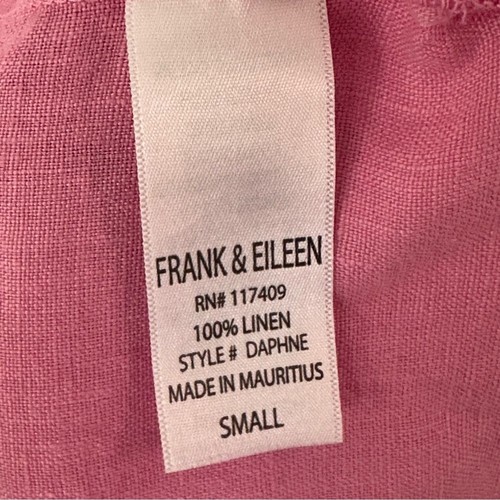 FRANK & EILEEN
RN# 117409
100% LINEN
STYLE # DAPHNE
MADE IN MAURITIUS
SMALL